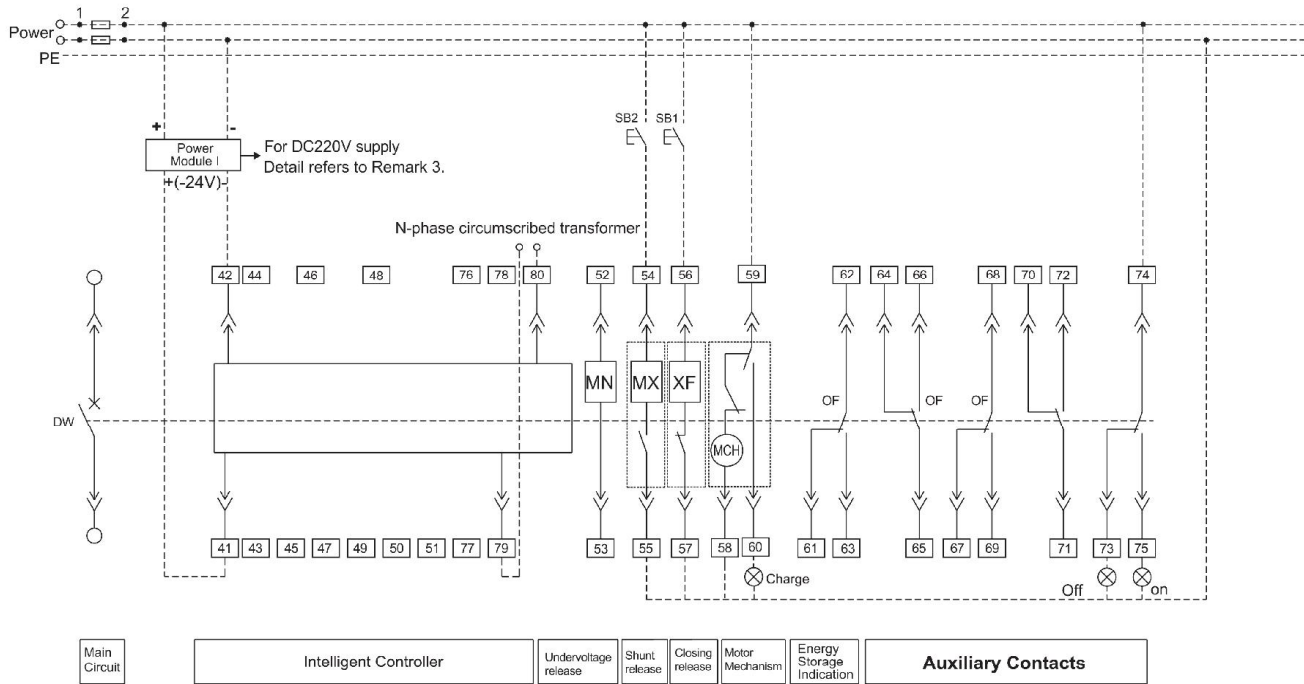 1 2
Power
PE
+ -
Power
Module I
For DC220V supply
Detail refers to Remark 3.
+(-24V)-
SB2 SB1
N-phase circumscribed transformer
42 44 46 48 76 78 80 52 54 56 59 62 64 66 68 70 72 74
MN MX XF
DW
OF OF OF
MCH
41 43 45 47 49 50 51 77 79 53 55 57 58 60 61 63 65 67 69 71 73 75
Charge
Off on
Main
Circuit
Intelligent Controller
Undervoltage
release
Shunt
release
Closing
release
Motor
Mechanism
Energy
Storage
Indication
Auxiliary Contacts